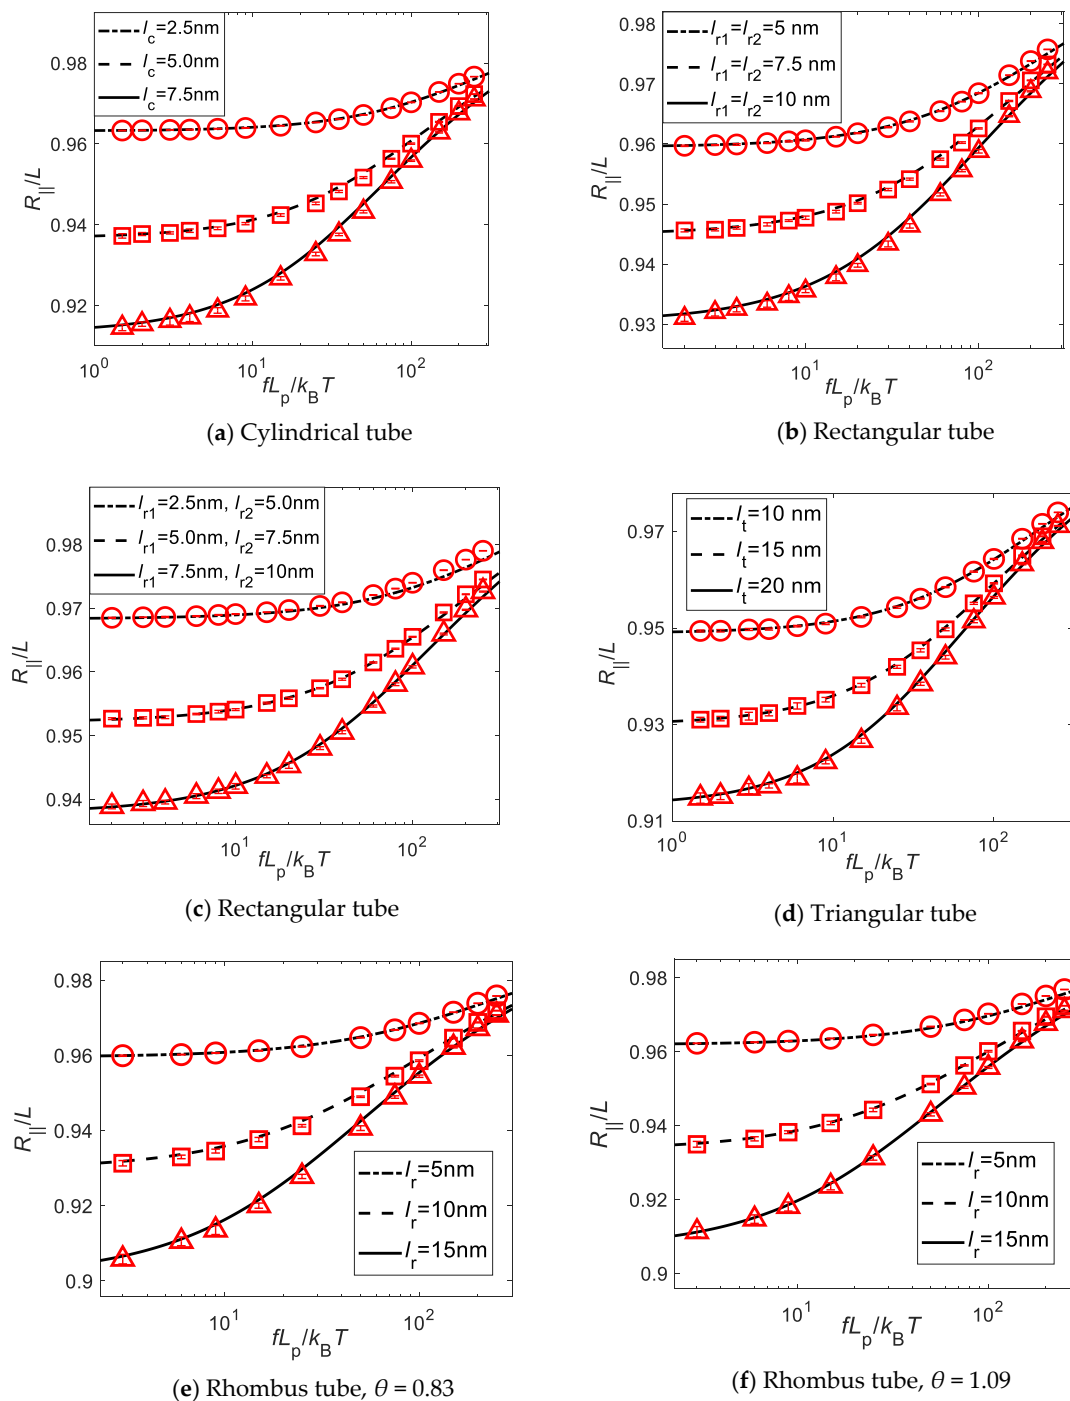 l_c=2.5nm
l_c=5.0nm
l_c=7.5nm
0.98
0.96
0.94
0.92
R_||/L
10^0 10^1 10^2
fL_p/k_BT
(a) Cylindrical tube
l_r1=l_r2=5 nm
l_r1=l_r2=7.5 nm
l_r1=l_r2=10 nm
0.98
0.97
0.96
0.95
0.94
0.93
R_||/L
10^1 10^2
fL_p/k_BT
(b) Rectangular tube
l_r1=2.5nm, l_r2=5.0nm
l_r1=5.0nm, l_r2=7.5nm
l_r1=7.5nm, l_r2=10nm
0.98
0.97
0.96
0.95
0.94
R_||/L
10^1 10^2
fL_p/k_BT
(c) Rectangular tube
l_t=10 nm
l_t=15 nm
l_t=20 nm
0.97
0.95
0.93
0.91
R_||/L
10^0 10^1 10^2
fL_p/k_BT
(d) Triangular tube
0.98
0.96
0.94
0.92
0.9
R_||/L
l_r=5nm
l_r=10nm
l_r=15nm
10^1 10^2
fL_p/k_BT
(e) Rhombus tube, θ = 0.83
0.98
0.96
0.94
0.92
0.9
R_||/L
l_r=5nm
l_r=10nm
l_r=15nm
10^1 10^2
fL_p/k_BT
(f) Rhombus tube, θ = 1.09